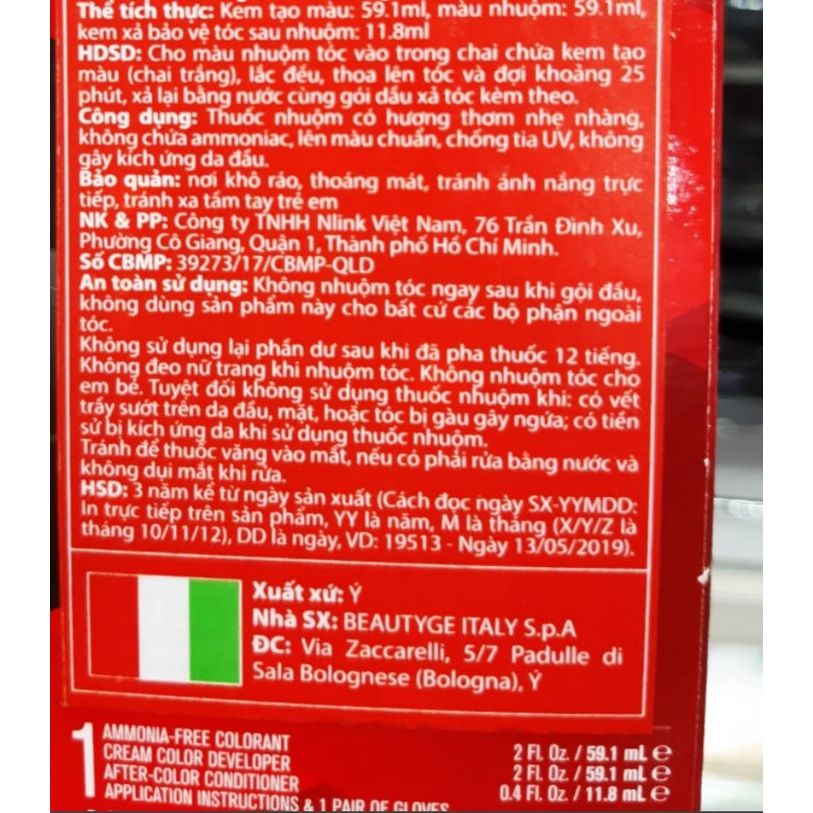 Thể tích thực: Kem tạo màu: 59.1ml, màu nhuộm: 59.1ml,
kem xả bảo vệ tóc sau nhuộm: 11.8ml
HDSD: Cho màu nhuộm tóc vào trong chai chứa kem tạo
màu (chai trắng), lắc đều, thoa lên tóc và đợi khoảng 25
phút, xả lại bằng nước cùng gói dầu xả tóc kèm theo.
Công dụng: Thuốc nhuộm có hương thơm nhẹ nhàng,
không chứa ammoniac, lên màu chuẩn, chống tia UV, không
gây kích ứng da đầu.
Bảo quản: nơi khô ráo, thoáng mát, tránh ánh nắng trực
tiếp, tránh xa tầm tay trẻ em
NK & PP: Công ty TNHH Nlink Việt Nam, 76 Trần Đình Xu,
Phường Cô Giang, Quận 1, Thành phố Hồ Chí Minh.
Số CBMP: 39273/17/CBMP-QLD
An toàn sử dụng: Không nhuộm tóc ngay sau khi gội đầu,
không dùng sản phẩm này cho bất cứ các bộ phận ngoài
tóc.
Không sử dụng lại phần dư sau khi đã pha thuốc 12 tiếng.
Không đeo nữ trang khi nhuộm tóc. Không nhuộm tóc cho
em bé. Tuyệt đối không sử dụng thuốc nhuộm khi: có vết
trầy sướt trên da đầu, mặt, hoặc tóc bị gàu gây ngứa; có tiền
sử bị kích ứng da khi sử dụng thuốc nhuộm.
Tránh để thuốc văng vào mắt, nếu có phải rửa bằng nước và
không dụi mắt khi rửa.
HSD: 3 năm kể từ ngày sản xuất (Cách đọc ngày SX-YYMDD:
In trực tiếp trên sản phẩm, YY là năm, M là tháng (X/Y/Z là
tháng 10/11/12), DD là ngày, VD: 19513 - Ngày 13/05/2019).
Xuất xứ: Ý
Nhà SX: BEAUTYGE ITALY S.p.A
ĐC: Via Zaccarelli, 5/7 Padulle di
Sala Bolognese (Bologna), Ý
1 AMMONIA-FREE COLORANT 2 Fl. Oz. / 59.1 mL ℮
CREAM COLOR DEVELOPER 2 Fl. Oz. / 59.1 mL ℮
AFTER-COLOR CONDITIONER 0.4 Fl. Oz. / 11.8 mL ℮
APPLICATION INSTRUCTIONS & 1 PAIR OF GLOVES